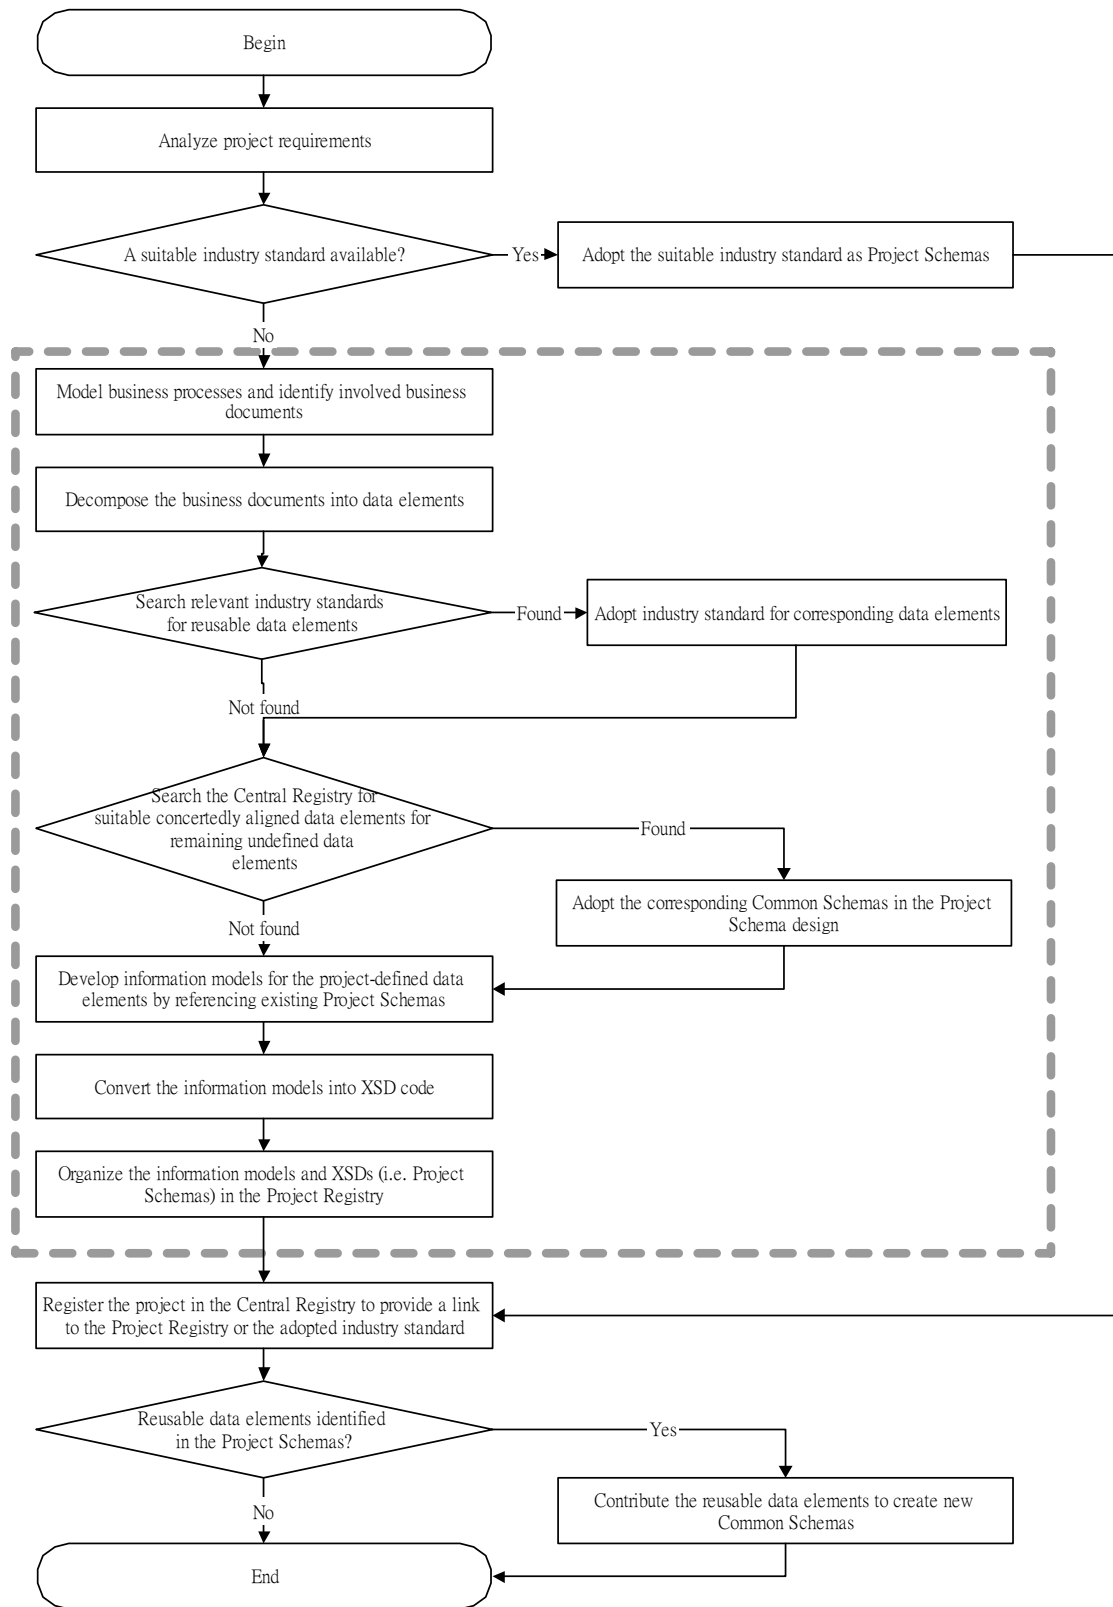 Begin
Analyze project requirements
A suitable industry standard available?
Yes
Adopt the suitable industry standard as Project Schemas
No
Model business processes and identify involved business
documents
Decompose the business documents into data elements
Search relevant industry standards
for reusable data elements
Found
Adopt industry standard for corresponding data elements
Not found
Search the Central Registry for
suitable concertedly aligned data elements for
remaining undefined data
elements
Found
Adopt the corresponding Common Schemas in the Project
Schema design
Not found
Develop information models for the project-defined data
elements by referencing existing Project Schemas
Convert the information models into XSD code
Organize the information models and XSDs (i.e. Project
Schemas) in the Project Registry
Register the project in the Central Registry to provide a link
to the Project Registry or the adopted industry standard
Reusable data elements identified
in the Project Schemas?
Yes
Contribute the reusable data elements to create new
Common Schemas
No
End